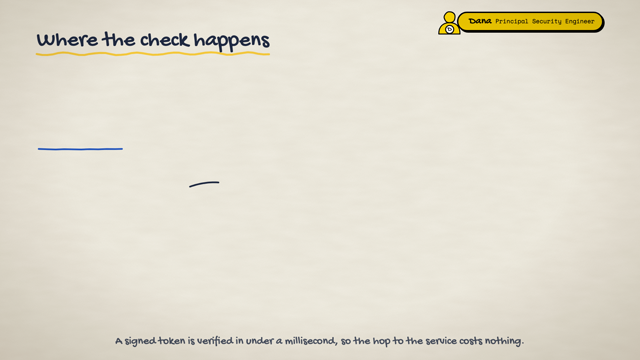 Where the check happens
Dana Principal Security Engineer
A signed token is verified in under a millisecond, so the hop to the service costs nothing.